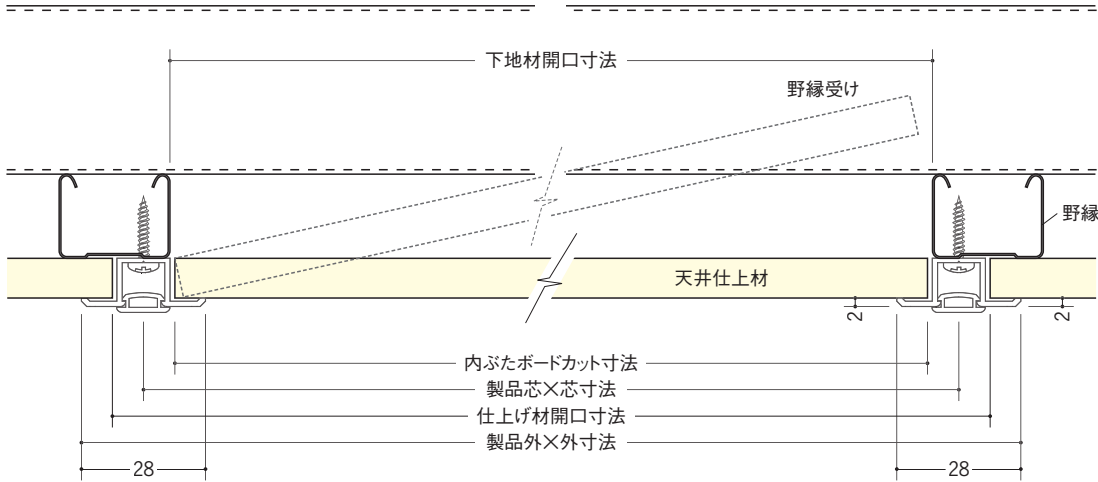 下地材開口寸法
野縁受け
野縁
天井仕上材
2
2
内ぶたボードカット寸法
製品芯×芯寸法
仕上げ材開口寸法
製品外×外寸法
28
28